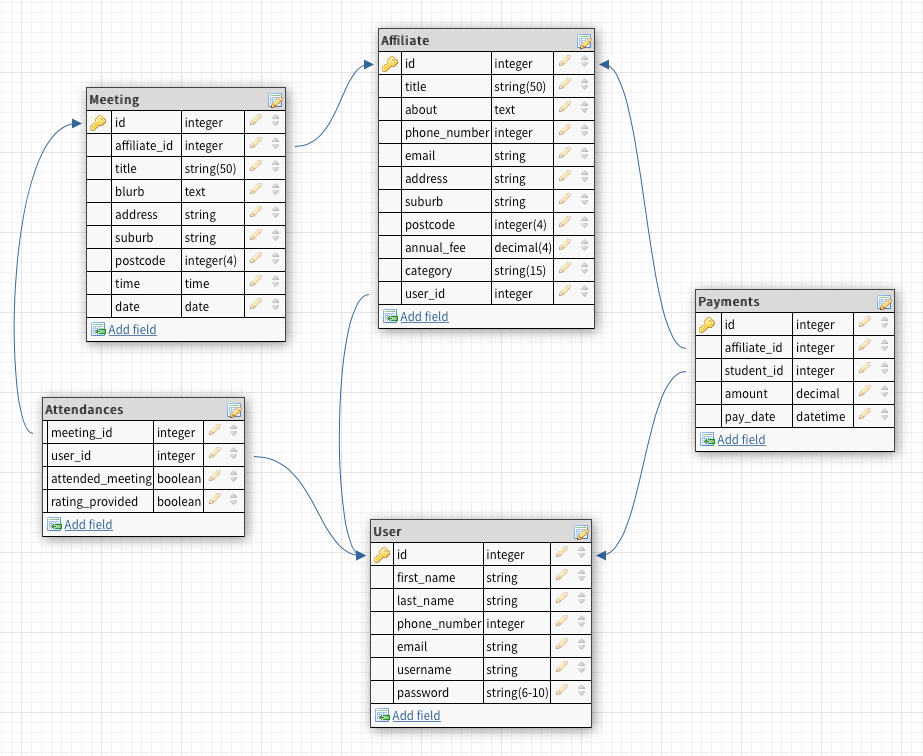 Affiliate
id integer
title string(50)
about text
phone_number integer
email string
address string
suburb string
postcode integer(4)
annual_fee decimal(4)
category string(15)
user_id integer
Add field
Meeting
id integer
affiliate_id integer
title string(50)
blurb text
address string
suburb string
postcode integer(4)
time time
date date
Add field
Payments
id integer
affiliate_id integer
student_id integer
amount decimal
pay_date datetime
Add field
Attendances
meeting_id integer
user_id integer
attended_meeting boolean
rating_provided boolean
Add field
User
id integer
first_name string
last_name string
phone_number integer
email string
username string
password string(6-10)
Add field